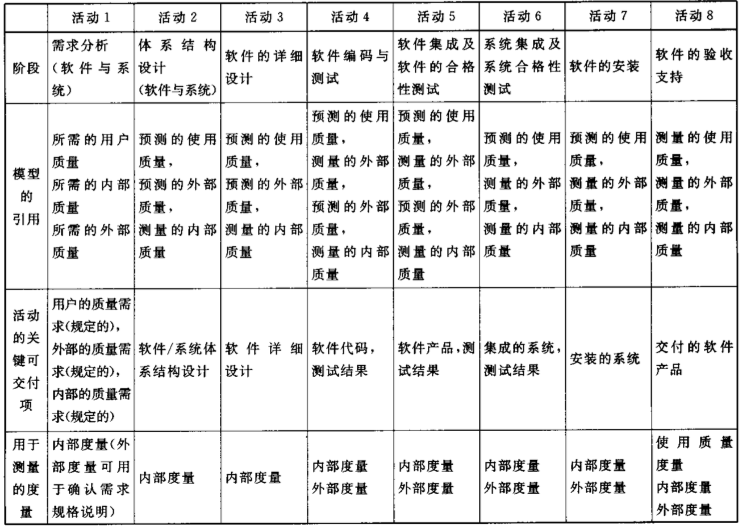 活动 1 活动 2 活动 3 活动 4 活动 5 活动 6 活动 7 活动 8
阶段
需求分析
(软件与系
统)
体系结构
设计
(软件与系统)
软件的详细
设计
软件编码与
测试
软件集成及
软件的合格
性测试
系统集成及
系统合格性
测试
软件的安装
软件的验收
支持
模型
的
引用
所需的用户
质量
所需的内部
质量
所需的外部
质量
预测的使用
质量,
预测的外部
质量,
测量的内部
质量
预测的使用
质量,
预测的外部
质量,
测量的内部
质量
预测的使用
质量,
测量的外部
质量,
预测的外部
质量,
测量的内部
质量
预测的使用
质量,
测量的外部
质量,
预测的外部
质量,
测量的内部
质量
预测的使用
质量,
测量的外部
质量,
测量的内部
质量
预测的使用
质量,
测量的外部
质量,
测量的内部
质量
测量的使用
质量,
测量的外部
质量,
测量的内部
质量
活动
的关
键可
交付
项
用户的质量需
求(规定的),
外部的质量需
求(规定的),
内部的质量需
求(规定的)
软件/系统体
系结构设计
软件详细
设计
软件代码,
测试结果
软件产品,测
试结果
集成的系统,
测试结果
安装的系统
交付的软件
产品
用于
测量
的度
量
内部度量(外
部度量可用
于确认需求
规格说明)
内部度量
内部度量
内部度量
外部度量
内部度量
外部度量
内部度量
外部度量
内部度量
外部度量
使用质量
度量
内部度量
外部度量